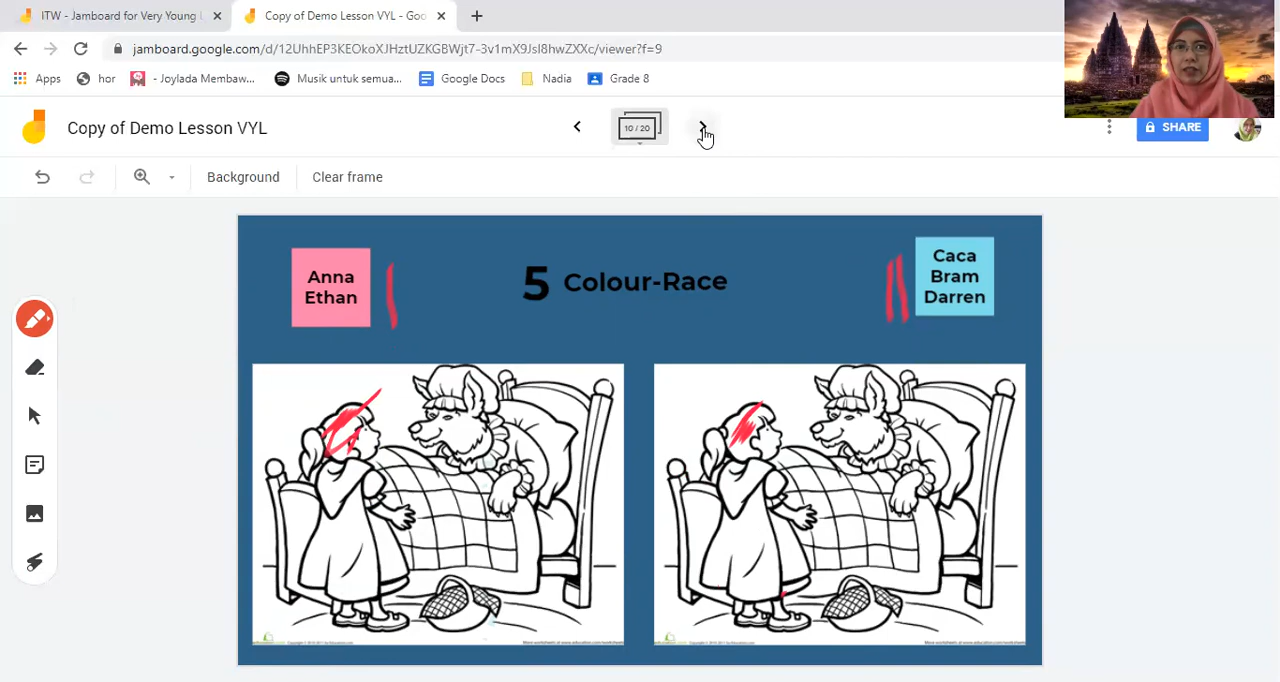 ITW - Jamboard for Very Young L
Copy of Demo Lesson VYL - Goo
jamboard.google.com/d/12UhhEP3KEOkoXJHztUZKGBWjt7-3v1mX9JsI8hwZXXc/viewer?f=9
Apps
hor
- Joylada Membaw...
Musik untuk semua...
Google Docs
Nadia
Grade 8
Copy of Demo Lesson VYL
10 / 20
SHARE
Background
Clear frame
Anna
Ethan
5 Colour-Race
Caca
Bram
Darren